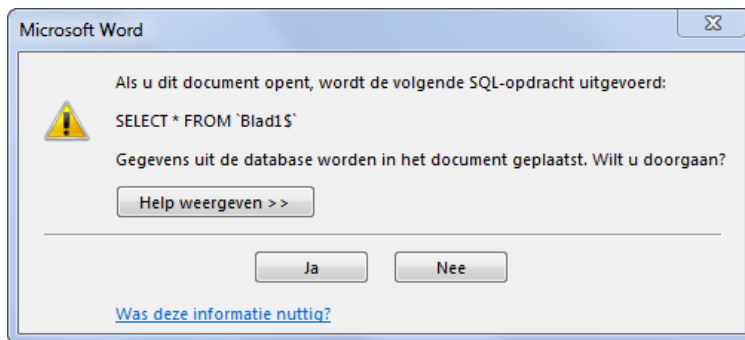 Microsoft Word
Als u dit document opent, wordt de volgende SQL-opdracht uitgevoerd:
SELECT * FROM `Blad1$`
Gegevens uit de database worden in het document geplaatst. Wilt u doorgaan?
Help weergeven >>
Ja Nee
Was deze informatie nuttig?